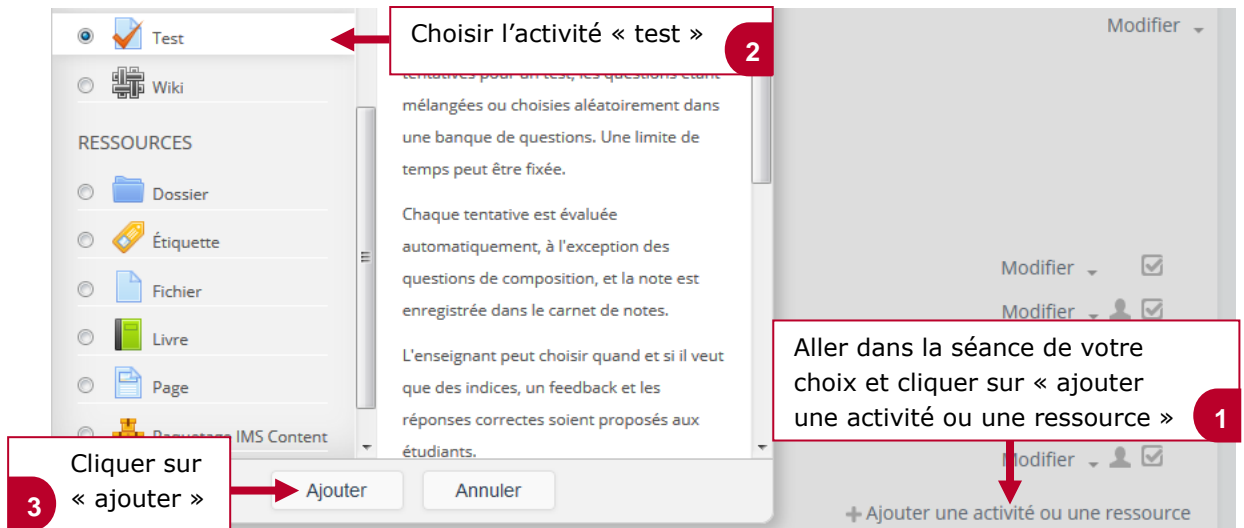 Test
Wiki
RESSOURCES
Dossier
Étiquette
Fichier
Livre
Page
Paquetage IMS Content
Choisir l’activité « test »
2
tentatives pour un test, les questions étant
mélangées ou choisies aléatoirement dans
une banque de questions. Une limite de
temps peut être fixée.
Chaque tentative est évaluée
automatiquement, à l'exception des
questions de composition, et la note est
enregistrée dans le carnet de notes.
L'enseignant peut choisir quand et si il veut
que des indices, un feedback et les
réponses correctes soient proposés aux
étudiants.
Modifier
Modifier
Modifier
Aller dans la séance de votre
choix et cliquer sur « ajouter
une activité ou une ressource »
1
Modifier
Cliquer sur
« ajouter »
3
Ajouter
Annuler
Ajouter une activité ou une ressource